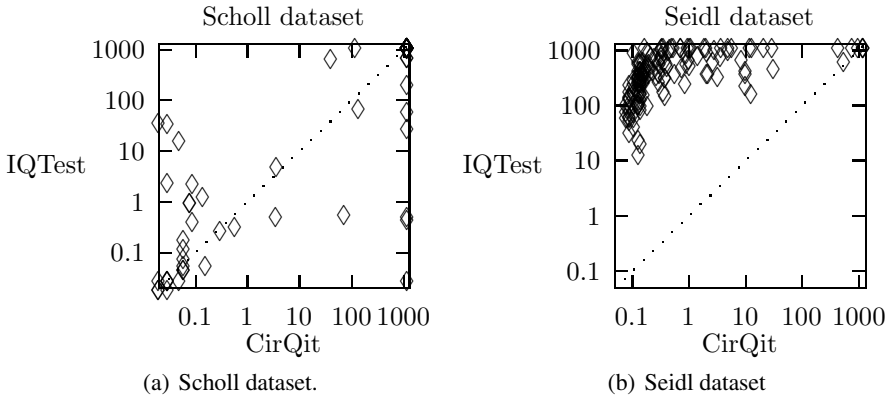 Scholl dataset
1000
100
10
1
0.1
IQTest
0.1 1 10 100 1000
CirQit
(a) Scholl dataset.
Seidl dataset
1000
100
10
1
0.1
IQTest
0.1 1 10 100 1000
CirQit
(b) Seidl dataset